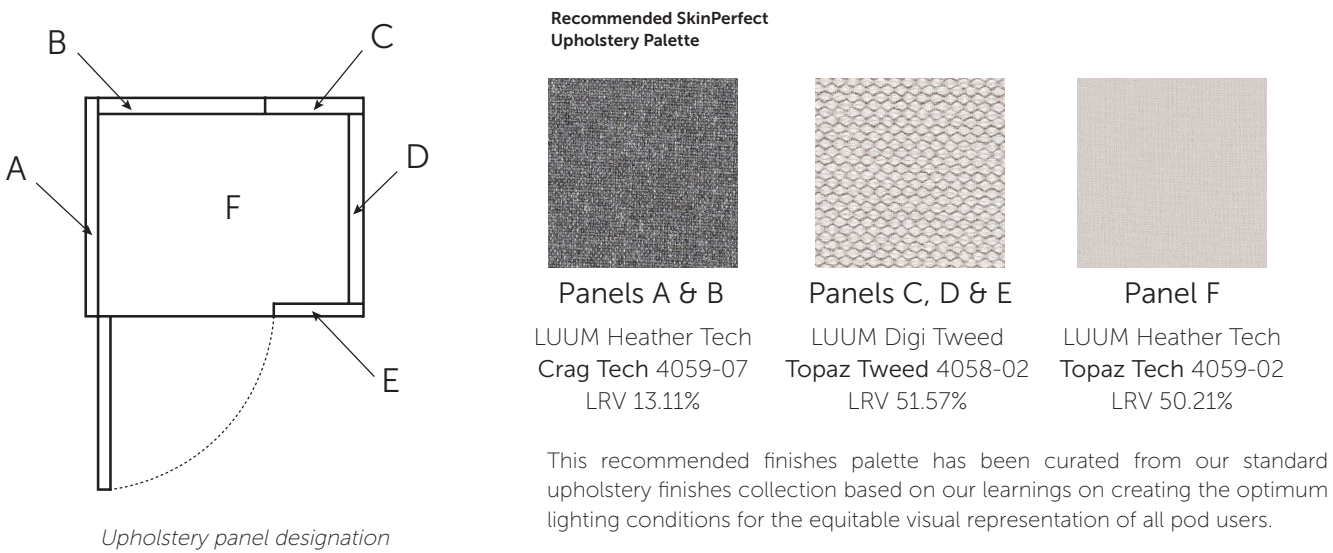 B
C
A
D
F
E
Upholstery panel designation
Recommended SkinPerfect
Upholstery Palette
Panels A & B
LUUM Heather Tech
Crag Tech 4059-07
LRV 13.11%
Panels C, D & E
LUUM Digi Tweed
Topaz Tweed 4058-02
LRV 51.57%
Panel F
LUUM Heather Tech
Topaz Tech 4059-02
LRV 50.21%
This recommended finishes palette has been curated from our standard
upholstery finishes collection based on our learnings on creating the optimum
lighting conditions for the equitable visual representation of all pod users.